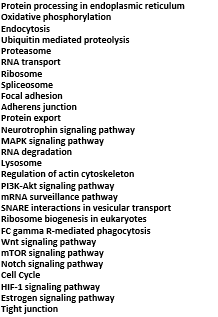 Protein processing in endoplasmic reticulum
Oxidative phosphorylation
Endocytosis
Ubiquitin mediated proteolysis
Proteasome
RNA transport
Ribosome
Spliceosome
Focal adhesion
Adherens junction
Protein export
Neurotrophin signaling pathway
MAPK signaling pathway
RNA degradation
Lysosome
Regulation of actin cytoskeleton
PI3K-Akt signaling pathway
mRNA surveillance pathway
SNARE interactions in vesicular transport
Ribosome biogenesis in eukaryotes
FC gamma R-mediated phagocytosis
Wnt signaling pathway
mTOR signaling pathway
Notch signaling pathway
Cell Cycle
HIF-1 signaling pathway
Estrogen signaling pathway
Tight junction